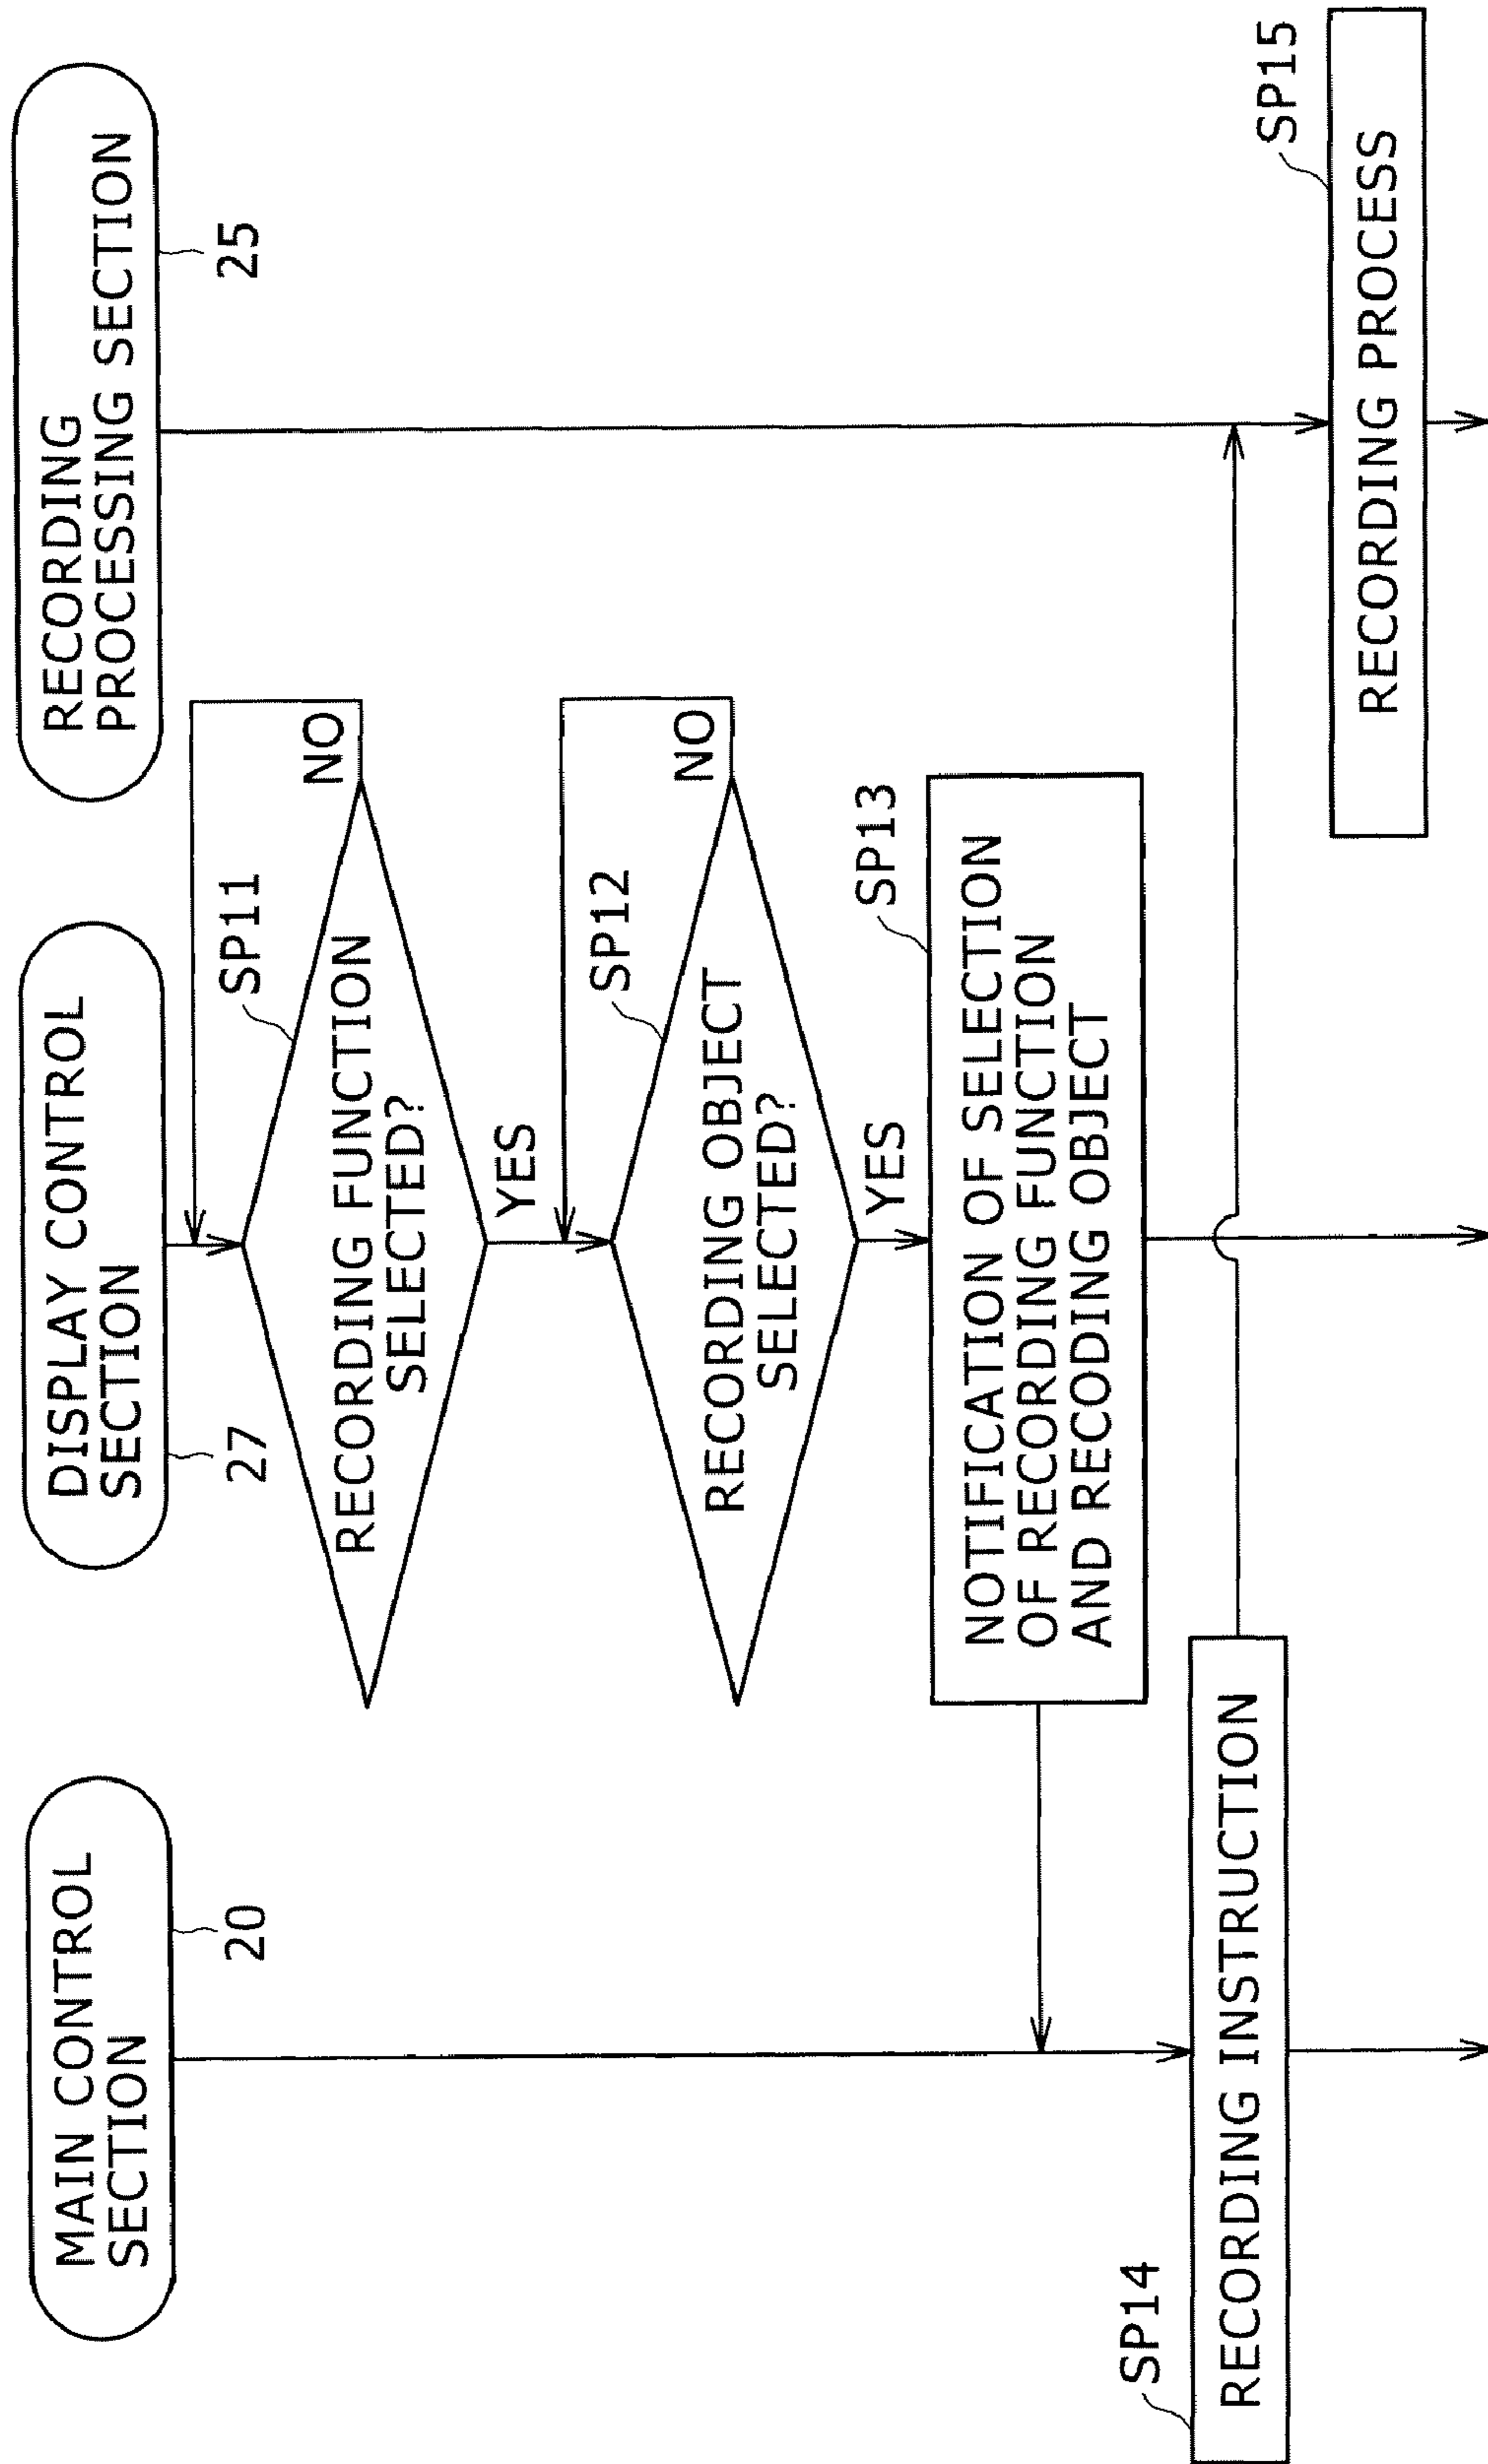 MAIN CONTROL
SECTION
20
DISPLAY CONTROL
SECTION
27
RECORDING
PROCESSING SECTION
25
SP11
RECORDING FUNCTION
SELECTED?
NO
YES
SP12
RECORDING OBJECT
SELECTED?
NO
YES
SP13
NOTIFICATION OF SELECTION
OF RECORDING FUNCTION
AND RECODING OBJECT
SP14
RECORDING INSTRUCTION
SP15
RECORDING PROCESS